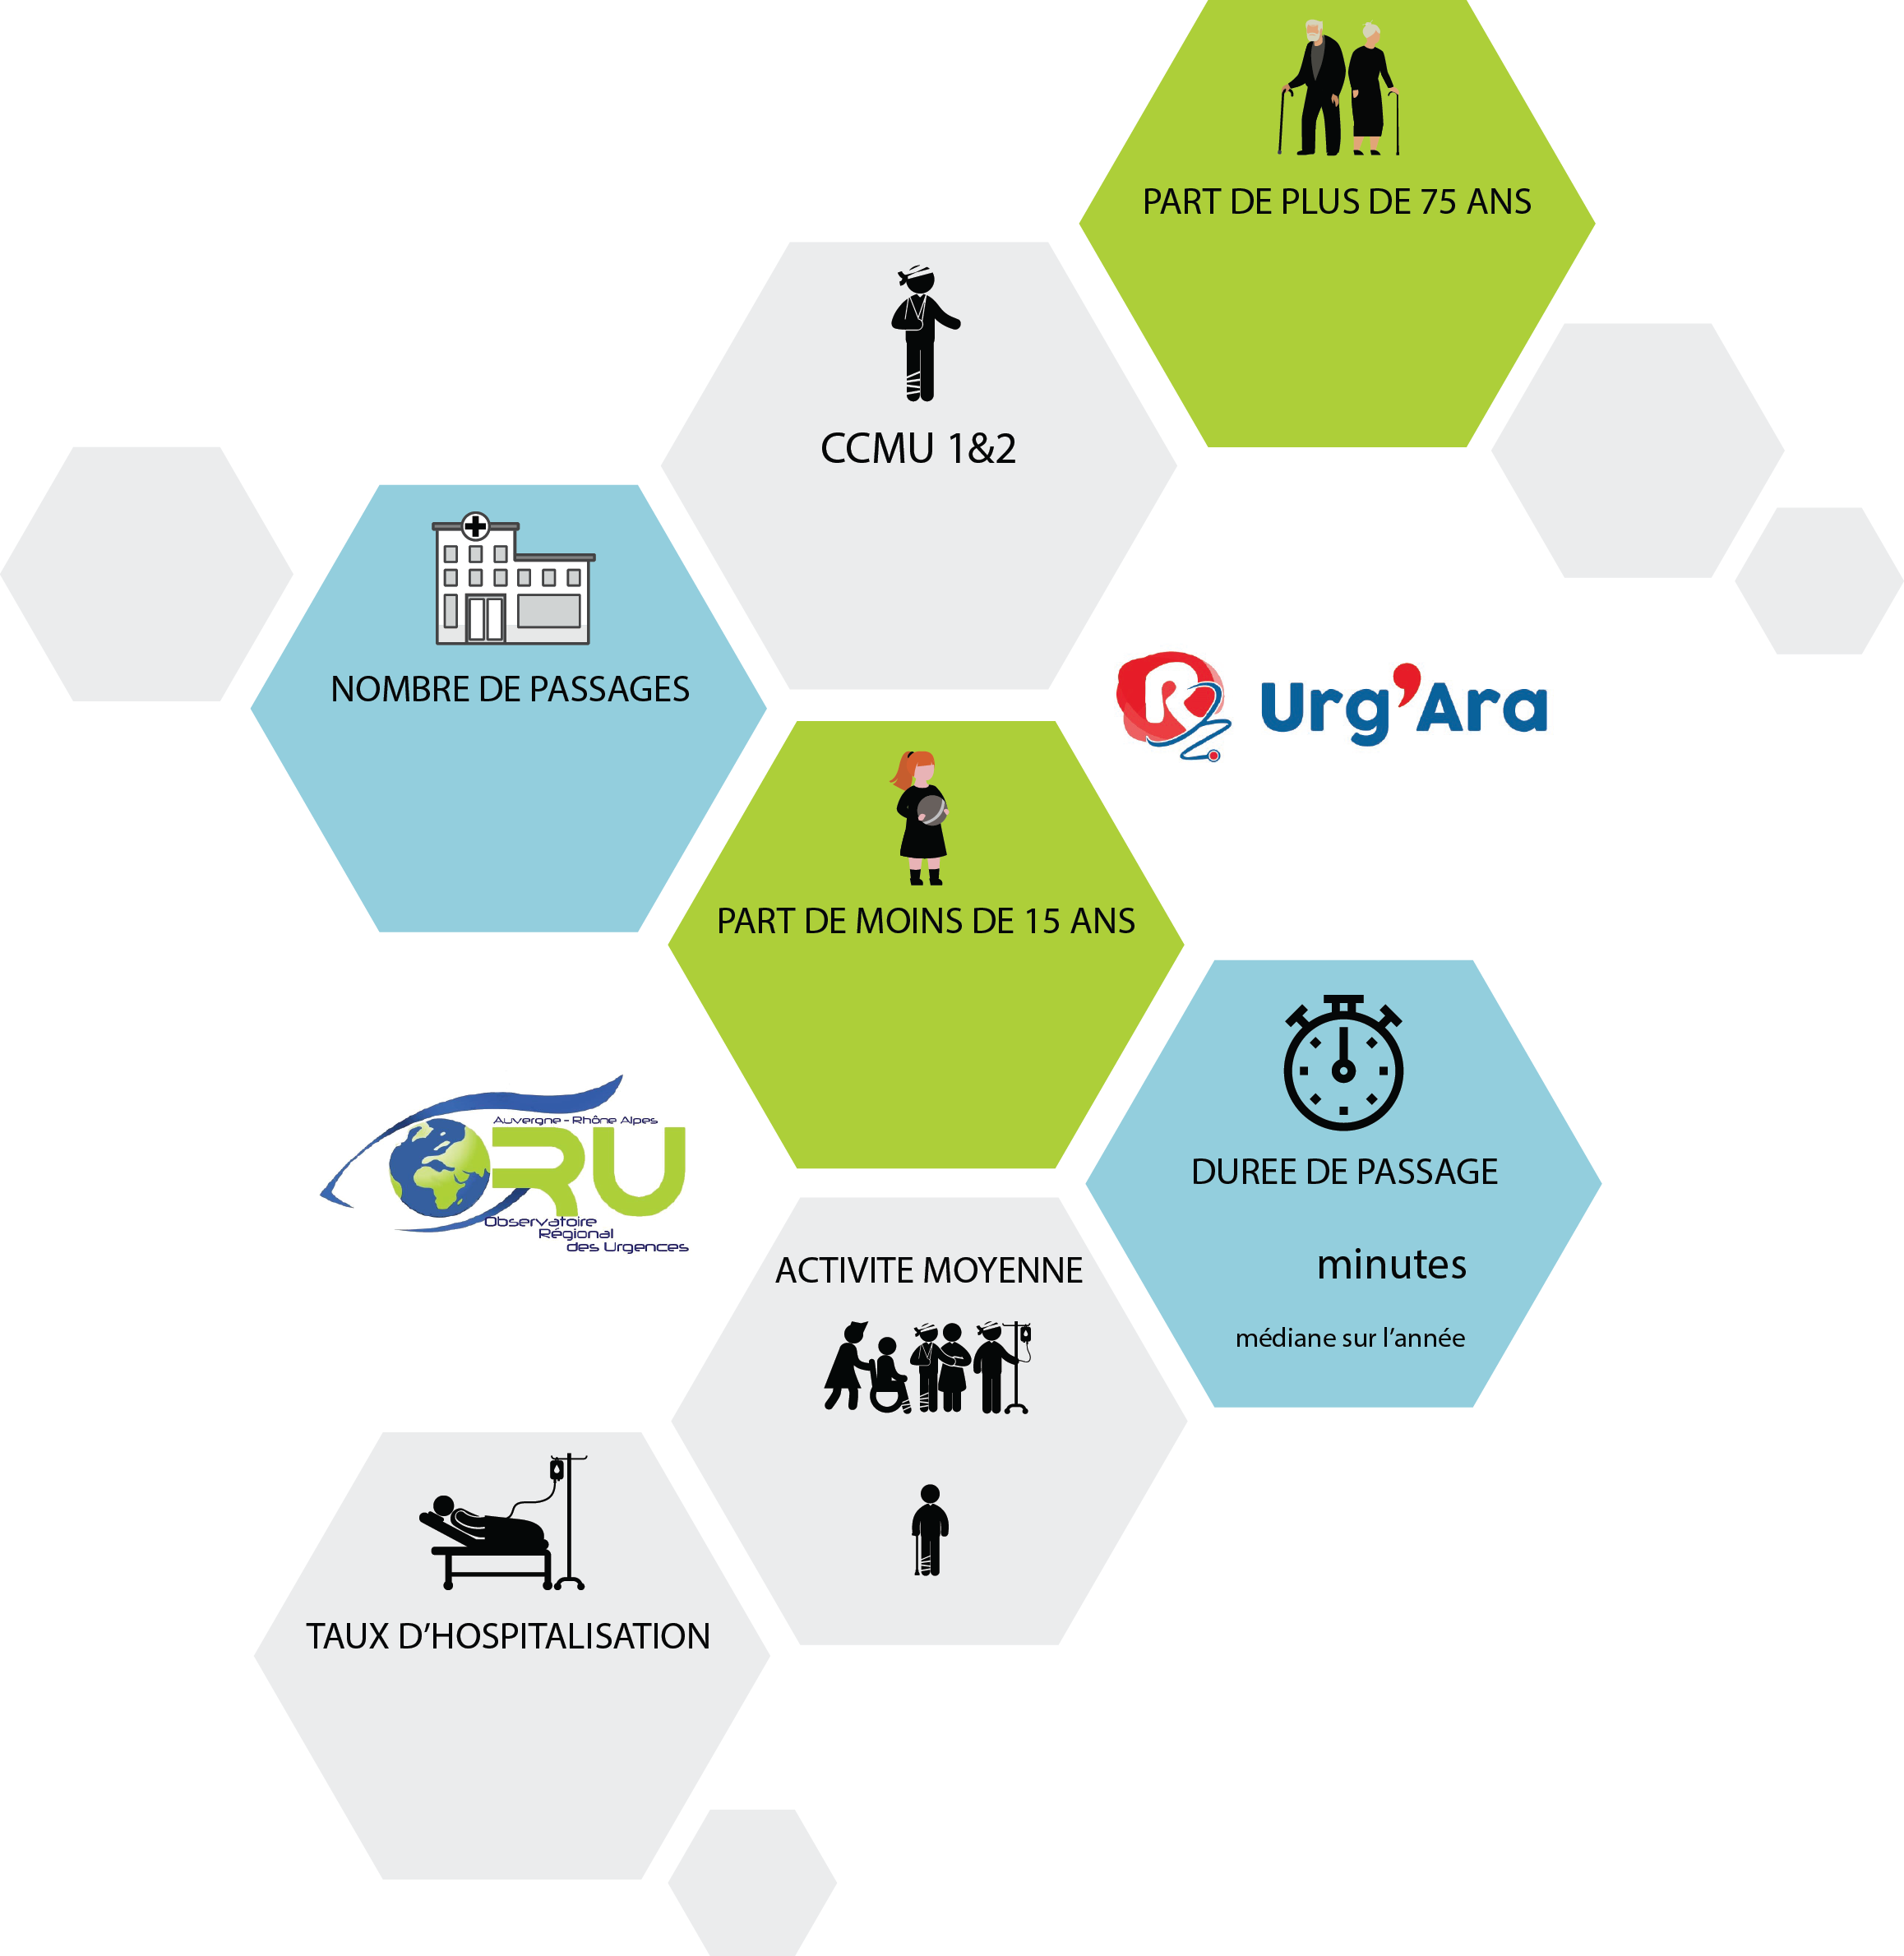 PART DE PLUS DE 75 ANS
CCMU 1&2
NOMBRE DE PASSAGES
Urg'Ara
PART DE MOINS DE 15 ANS
Auvergne - Rhône Alpes
ORU
Observatoire
Régional
des Urgences
DUREE DE PASSAGE
minutes
médiane sur l’année
ACTIVITE MOYENNE
TAUX D’HOSPITALISATION